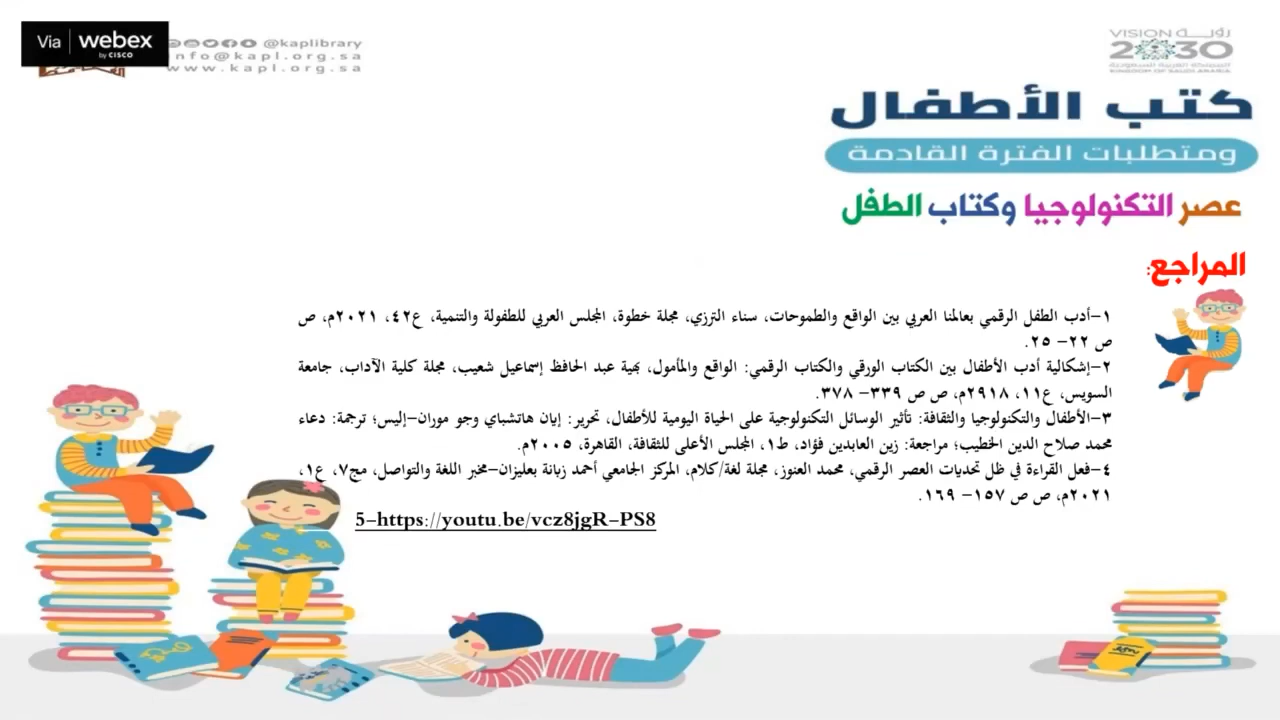 Via webex
by CISCO
@kaplibrary
info@kapl.org.sa
www.kapl.org.sa
VISION رؤيـــة
2030
المملكة العربية السعودية
KINGDOM OF SAUDI ARABIA
كتب الأطفال
ومتطلبات الفترة القادمة
عصر التكنولوجيا وكتاب الطفل
المراجع:
١-أدب الطفل الرقمي بعالمنا العربي بين الواقع والطموحات، سناء الترزي، مجلة خطوة، المجلس العربي للطفولة والتنمية، ع٤٢، ٢٠٢١م، ص
ص ٢٢- ٢٥.
٢-إشكالية أدب الأطفال بين الكتاب الورقي والكتاب الرقمي: الواقع والمأمول، بهية عبد الحافظ إسماعيل شعيب، مجلة كلية الآداب، جامعة
السويس، ع١١، ٢٩١٨م، ص ص ٣٣٩- ٣٧٨.
٣-الأطفال والتكنولوجيا والثقافة: تأثير الوسائل التكنولوجية على الحياة اليومية للأطفال، تحرير: إيان هاتشباي وجو موران-إليس؛ ترجمة: دعاء
محمد صلاح الدين الخطيب؛ مراجعة: زين العابدين فؤاد، ط١، المجلس الأعلى للثقافة، القاهرة، ٢٠٠٥م.
٤-فعل القراءة في ظل تحديات العصر الرقمي، محمد العنوز، مجلة لغة/كلام، المركز الجامعي أحمد زبانة بغليزان-مخبر اللغة والتواصل، مج٧، ع١،
٢٠٢١م، ص ص ١٥٧- ١٦٩.
5-https://youtu.be/vcz8jgR-PS8